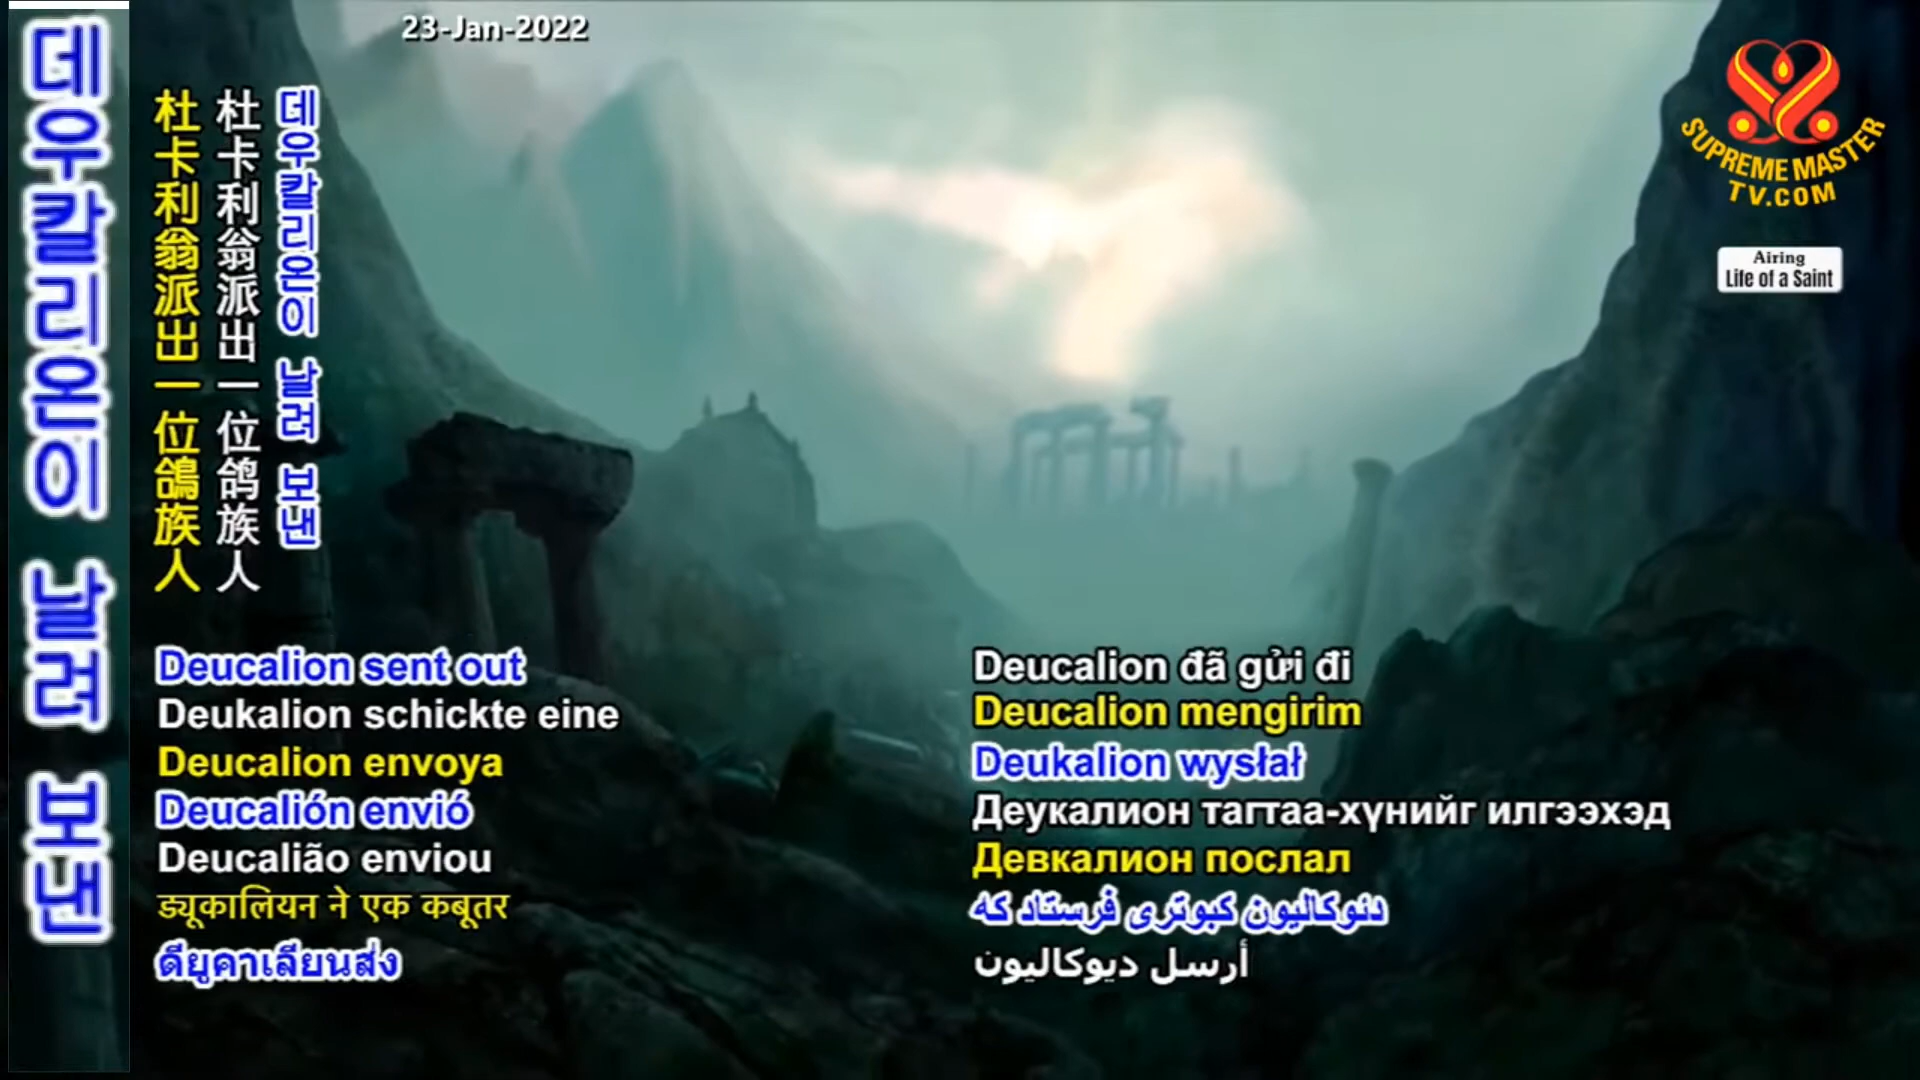 23-Jan-2022
데우칼리온이 날려 보낸
杜卡利翁派出一位鴿族人
杜卡利翁派出一位鸽族人
데우칼리온이 날려 보낸
SUPREME MASTER
TV.COM
Airing
Life of a Saint
Deucalion sent out
Deukalion schickte eine
Deucalion envoya
Deucalión envió
Deucalião enviou
ड्यूकालियन ने एक कबूतर
ดียูคาเลียนส่ง
Deucalion đã gửi đi
Deucalion mengirim
Deukalion wysłał
Деукалион тагтаа-хүнийг илгээхэд
Девкалион послал
دئوکالیون کبوتری فرستاد که
أرسل ديوكاليون